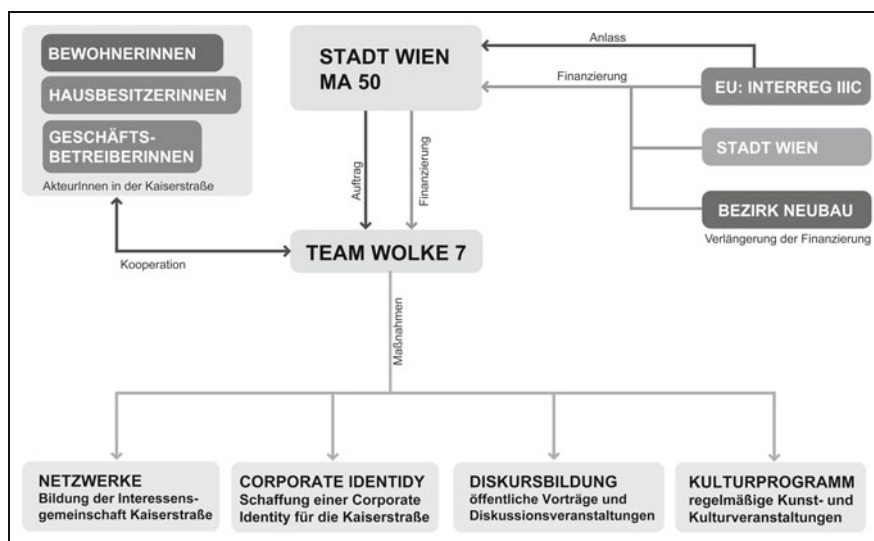 BEWOHNERINNEN
HAUSBESITZERINNEN
GESCHÄFTS-
BETREIBERINNEN
AkteurInnen in der Kaiserstraße
STADT WIEN
MA 50
Anlass
Finanzierung
EU: INTERREG IIIC
STADT WIEN
BEZIRK NEUBAU
Verlängerung der Finanzierung
Auftrag
Finanzierung
Kooperation
TEAM WOLKE 7
Maßnahmen
NETZWERKE
Bildung der Interessens-
gemeinschaft Kaiserstraße
CORPORATE IDENTIDY
Schaffung einer Corporate
Identity für die Kaiserstraße
DISKURSBILDUNG
öffentliche Vorträge und
Diskussionsveranstaltungen
KULTURPROGRAMM
regelmäßige Kunst- und
Kulturveranstaltungen